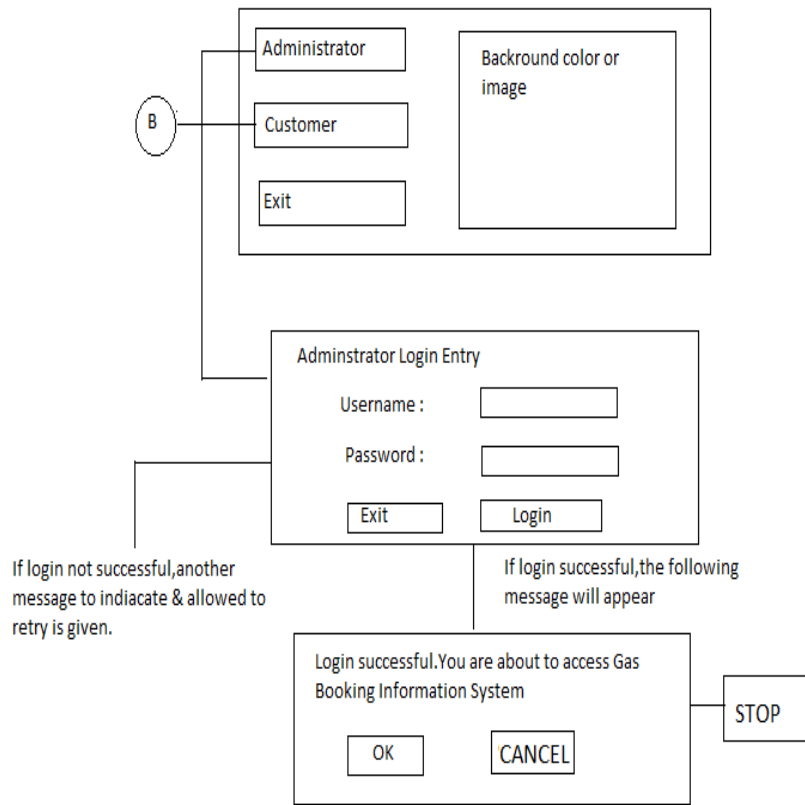 Administrator
Backround color or
image
B
Customer
Exit
Adminstrator Login Entry
Username :
Password :
Exit
Login
If login not successful,another
message to indiacate & allowed to
retry is given.
If login successful,the following
message will appear
Login successful.You are about to access Gas
Booking Information System
OK
CANCEL
STOP